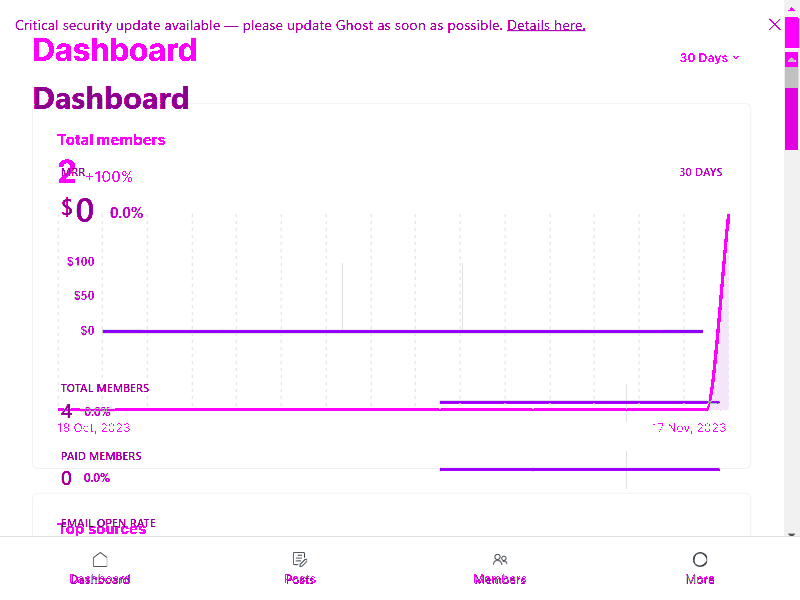 Critical security update available — please update Ghost as soon as possible. Details here.
Dashboard
30 Days
Dashboard
Total members
2 +100%
MRR
30 DAYS
$0 0.0%
$100
$50
$0
TOTAL MEMBERS
4 0.0%
18 Oct, 2023
17 Nov, 2023
PAID MEMBERS
0 0.0%
EMAIL OPEN RATE
Top sources
Dashboard
Posts
Members
More